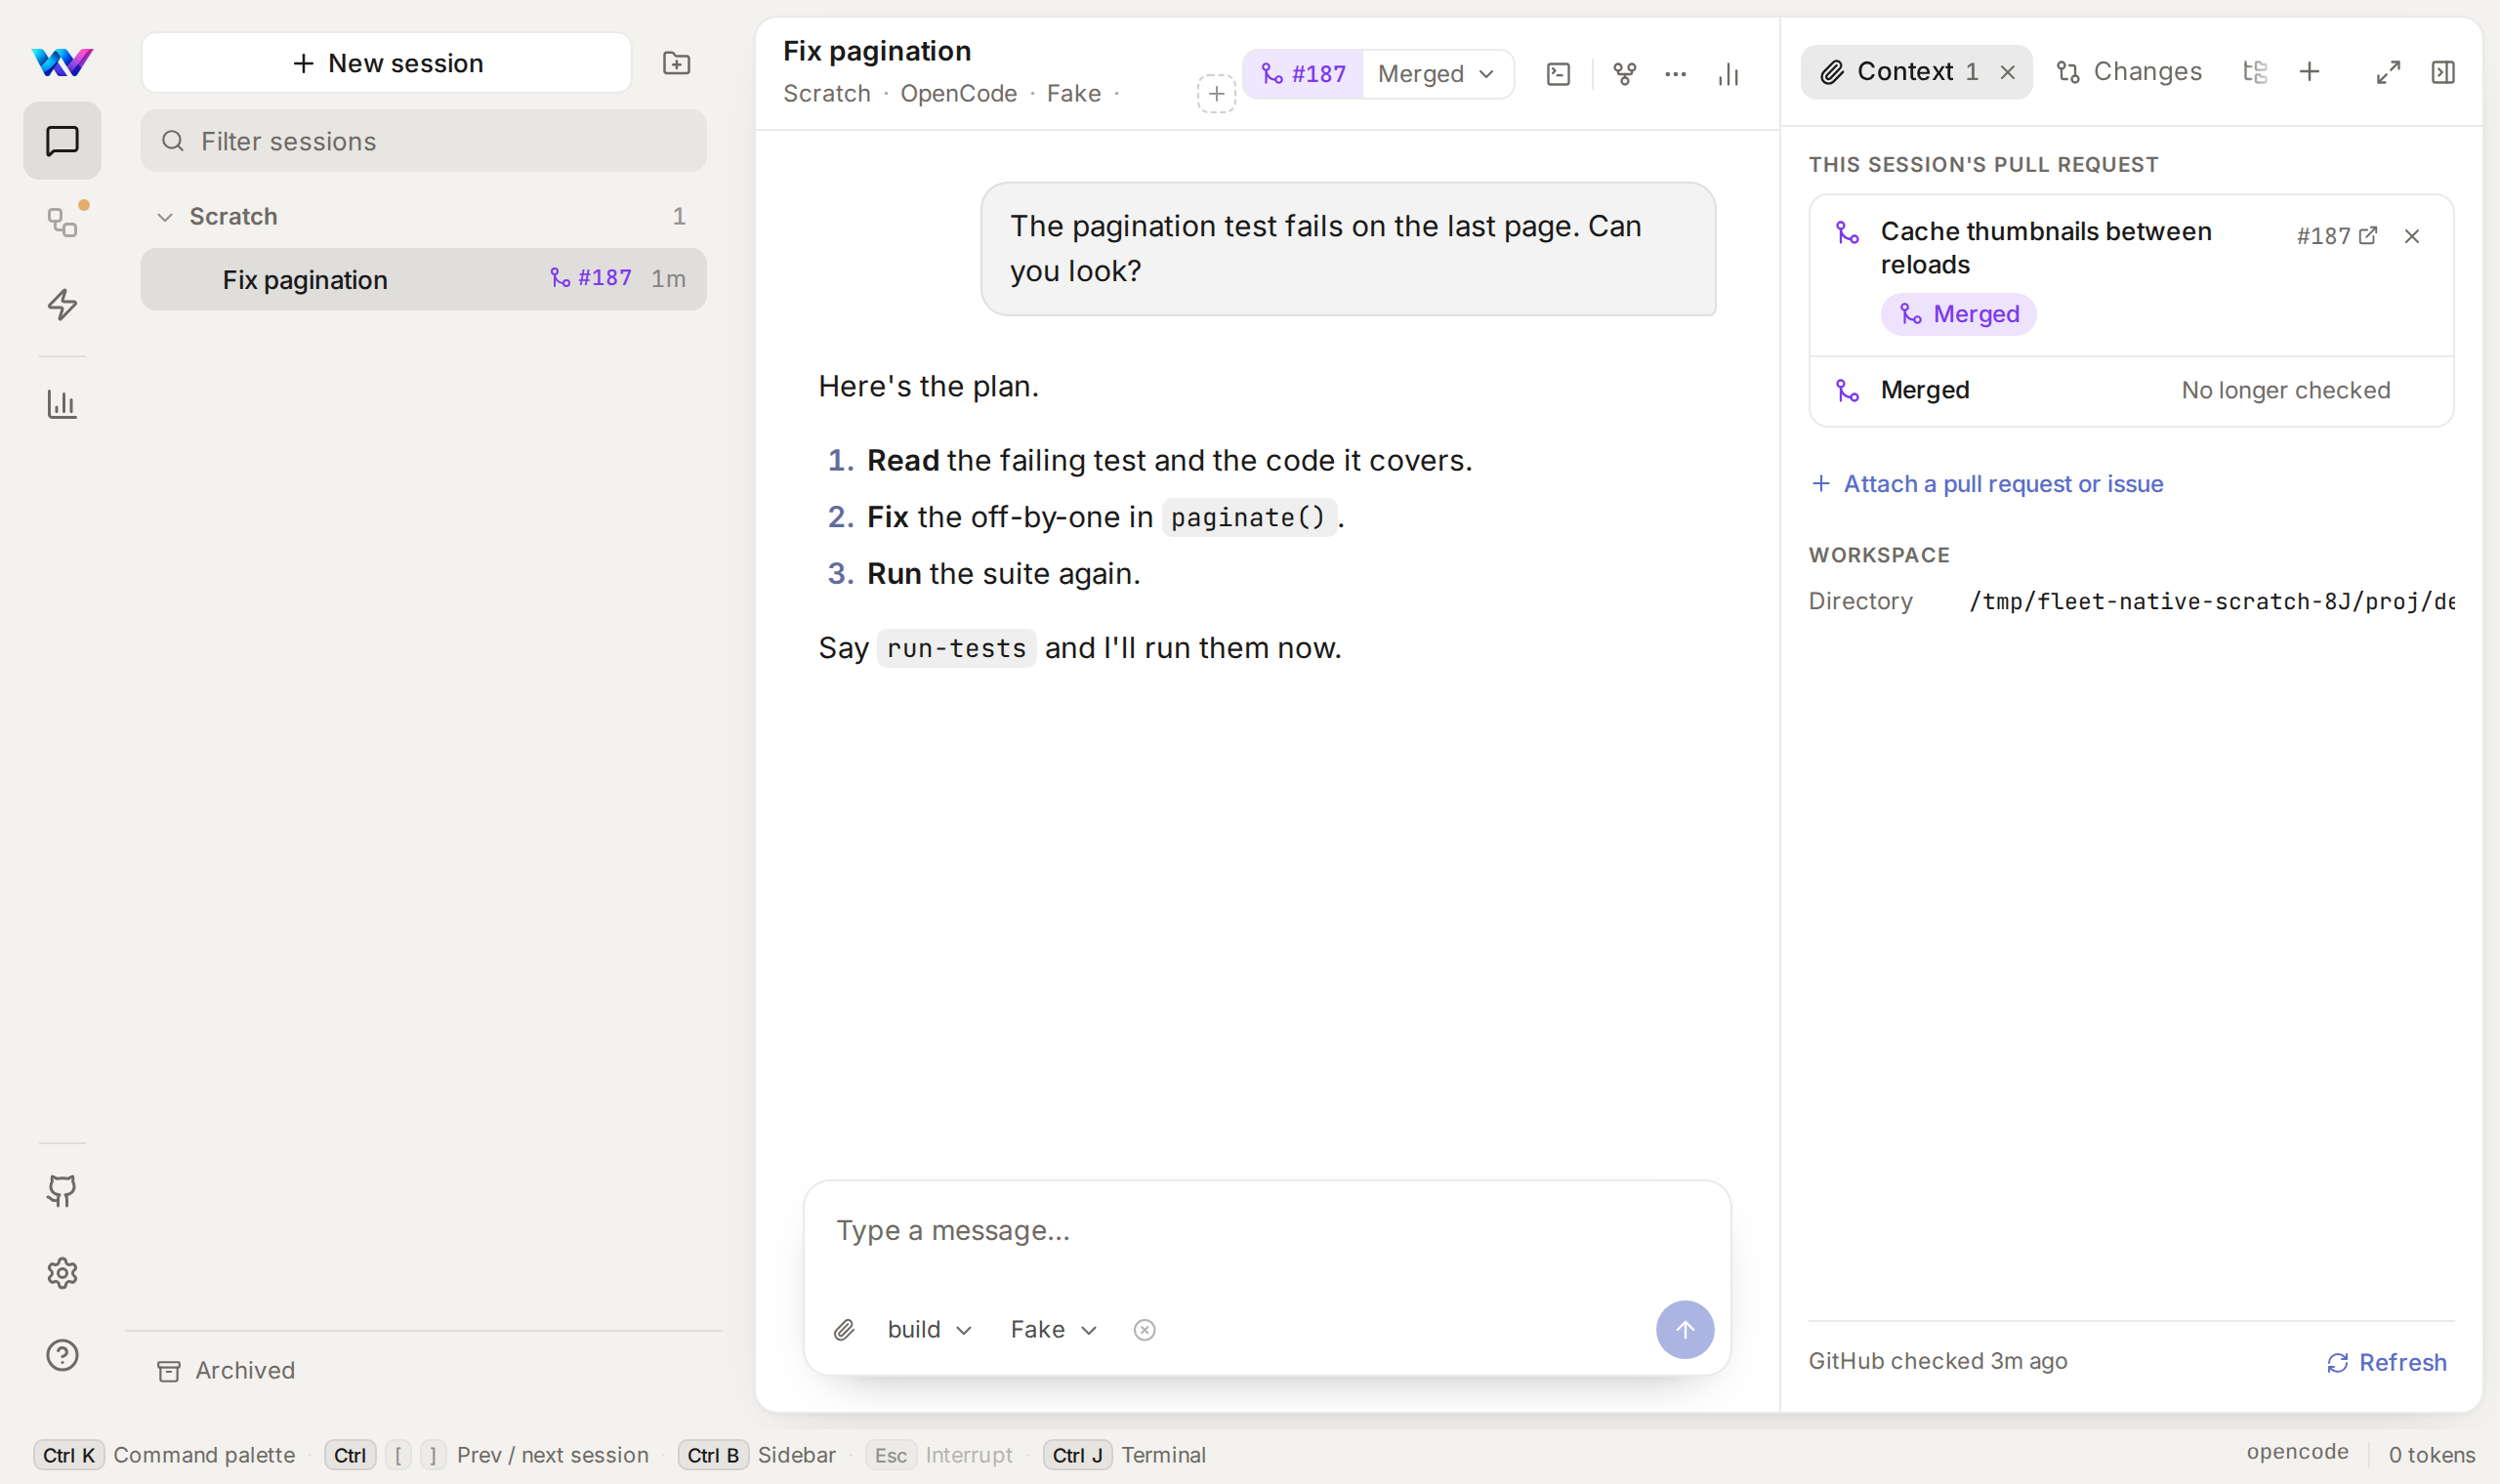 New session
Filter sessions
Scratch 1
Fix pagination #187 1m
Archived
Fix pagination
Scratch · OpenCode · Fake ·
#187 Merged
The pagination test fails on the last page. Can
you look?
Here's the plan.
1. Read the failing test and the code it covers.
2. Fix the off-by-one in paginate().
3. Run the suite again.
Say run-tests and I'll run them now.
Type a message...
build Fake
Context 1 Changes
THIS SESSION'S PULL REQUEST
Cache thumbnails between #187
reloads
Merged
Merged No longer checked
Attach a pull request or issue
WORKSPACE
Directory /tmp/fleet-native-scratch-8J/proj/de
GitHub checked 3m ago Refresh
Ctrl K Command palette · Ctrl [ ] Prev / next session · Ctrl B Sidebar · Esc Interrupt · Ctrl J Terminal
opencode 0 tokens